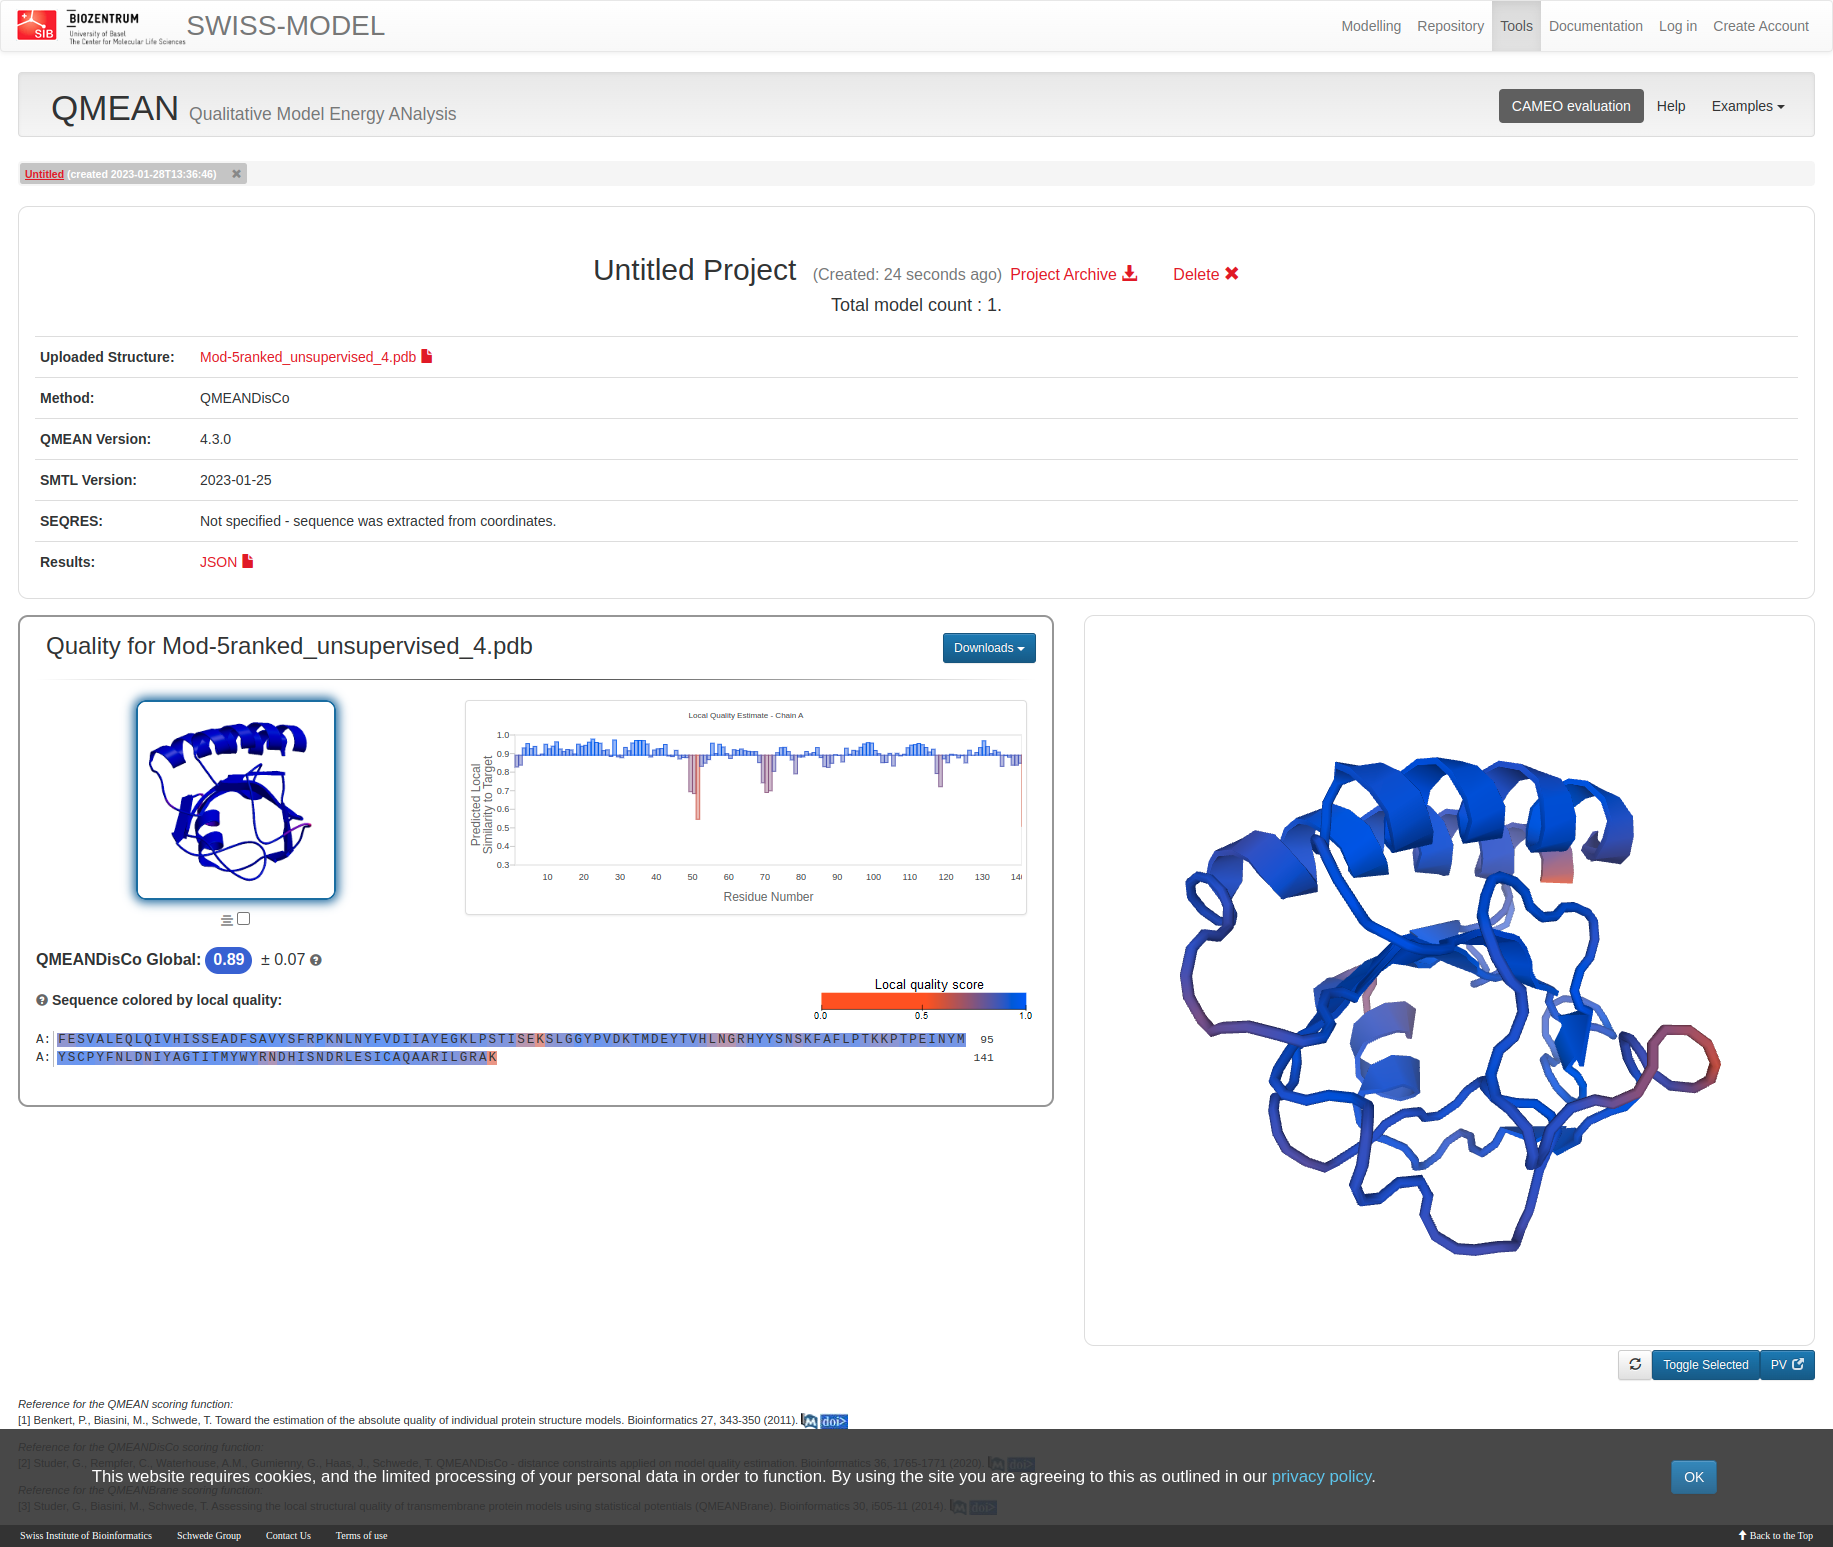 SIB
BIOZENTRUM
University of Basel
The Center for Molecular Life Sciences
SWISS-MODEL
Modelling Repository Tools Documentation Log in Create Account
QMEAN Qualitative Model Energy ANalysis
CAMEO evaluation Help Examples
Untitled (created 2023-01-28T13:36:46)
Untitled Project (Created: 24 seconds ago) Project Archive Delete
Total model count : 1.
Uploaded Structure: Mod-5ranked_unsupervised_4.pdb
Method: QMEANDisCo
QMEAN Version: 4.3.0
SMTL Version: 2023-01-25
SEQRES: Not specified - sequence was extracted from coordinates.
Results: JSON
Quality for Mod-5ranked_unsupervised_4.pdb
Downloads
Local Quality Estimate - Chain A
Predicted Local
Similarity to Target
1.0
0.9
0.8
0.7
0.6
0.5
0.4
0.3
10 20 30 40 50 60 70 80 90 100 110 120 130 14
Residue Number
QMEANDisCo Global: 0.89 ± 0.07
Sequence colored by local quality:
Local quality score
0.0 0.5 1.0
A: FESVALEQLQIVHISSEADFSAVYSFRPKNLNYFVDIIAYEGKLPSTISEKSLGGYPVDKTMDEYTVHLNGRHYYSNSKFAFLPTKKPTPEINYM 95
A: YSCPYFNLDNIYAGTITMYWYRNDHISNDRLESICAQAARILGRAK 141
Toggle Selected PV
Reference for the QMEAN scoring function:
[1] Benkert, P., Biasini, M., Schwede, T. Toward the estimation of the absolute quality of individual protein structure models. Bioinformatics 27, 343-350 (2011). M doi>
Reference for the QMEANDisCo scoring function:
[2] Studer, G., Rempfer, C., Waterhouse, A.M., Gumienny, G., Haas, J., Schwede, T. QMEANDisCo - distance constraints applied on model quality estimation. Bioinformatics 36, 1765-1771 (2020). M doi>
This website requires cookies, and the limited processing of your personal data in order to function. By using the site you are agreeing to this as outlined in our privacy policy.
OK
Reference for the QMEANBrane scoring function:
[3] Studer, G., Biasini, M., Schwede, T. Assessing the local structural quality of transmembrane protein models using statistical potentials (QMEANBrane). Bioinformatics 30, i505-11 (2014). M doi>
Swiss Institute of Bioinformatics Schwede Group Contact Us Terms of use
Back to the Top